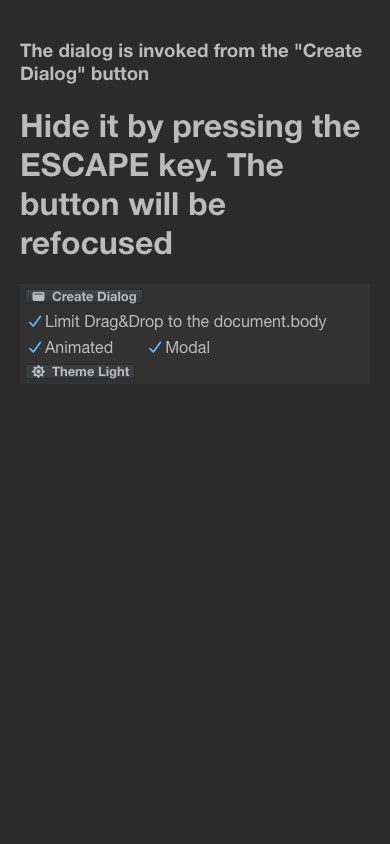 The dialog is invoked from the "Create
Dialog" button
Hide it by pressing the
ESCAPE key. The
button will be
refocused
Create Dialog
Limit Drag&Drop to the document.body
Animated Modal
Theme Light